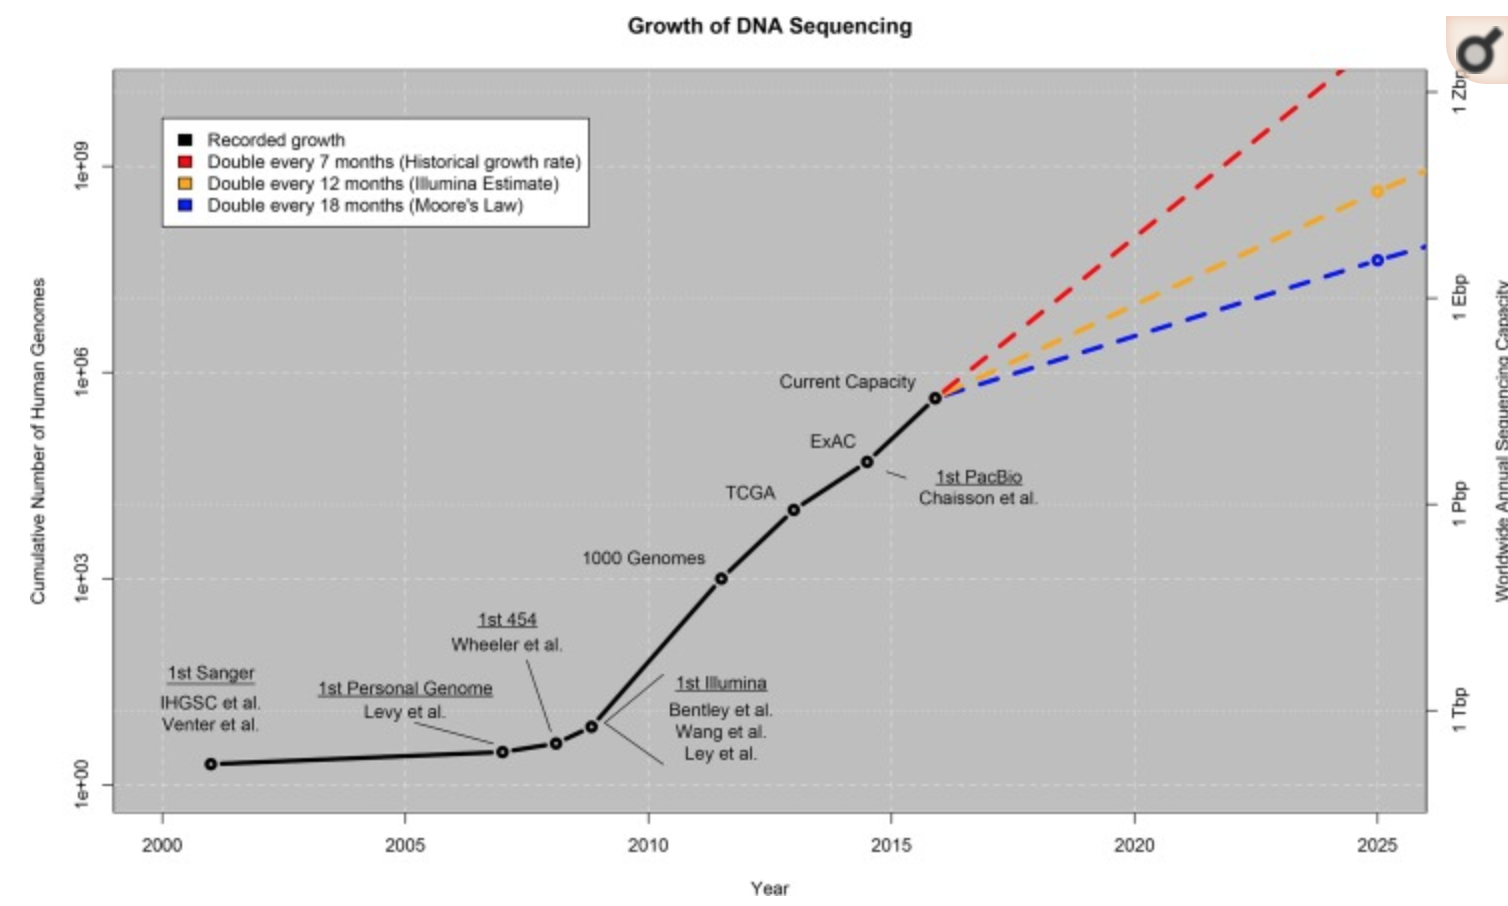 Growth of DNA Sequencing
Recorded growth
Double every 7 months (Historical growth rate)
Double every 12 months (Illumina Estimate)
Double every 18 months (Moore's Law)
Cumulative Number of Human Genomes
1e+09
1e+06
1e+03
1e+00
Current Capacity
ExAC
1st PacBio
Chaisson et al.
TCGA
1000 Genomes
1st 454
Wheeler et al.
1st Sanger
IHGSC et al.
Venter et al.
1st Personal Genome
Levy et al.
1st Illumina
Bentley et al.
Wang et al.
Ley et al.
1 Ebp
1 Pbp
1 Tbp
Worldwide Annual Sequencing Capacity
2000
2005
2010
2015
2020
2025
Year